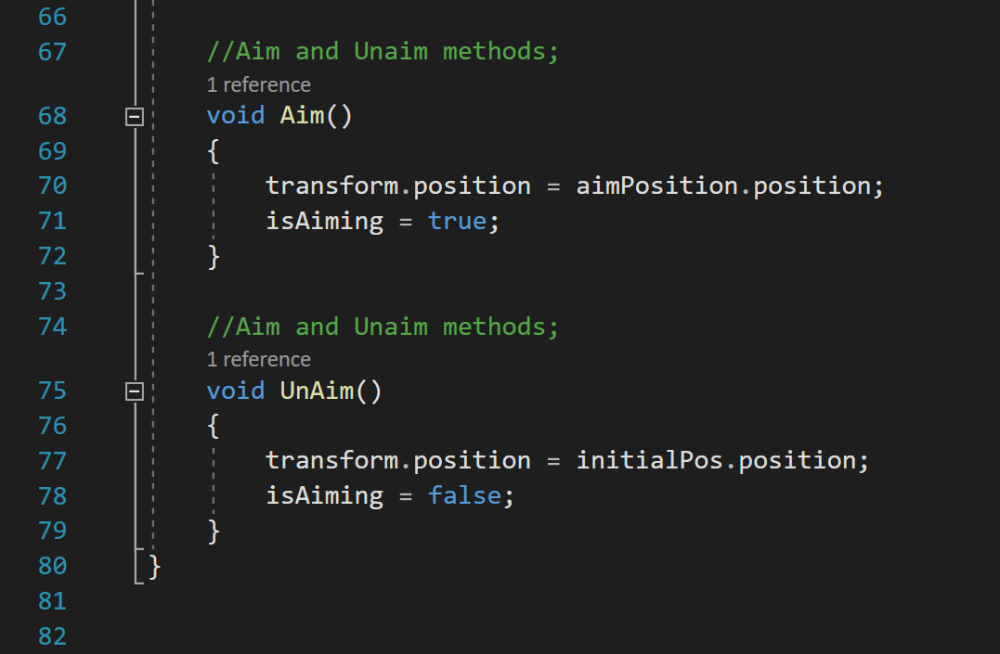 66
67 //Aim and Unaim methods;
1 reference
68 void Aim()
69 {
70 transform.position = aimPosition.position;
71 isAiming = true;
72 }
73
74 //Aim and Unaim methods;
1 reference
75 void UnAim()
76 {
77 transform.position = initialPos.position;
78 isAiming = false;
79 }
80 }
81
82